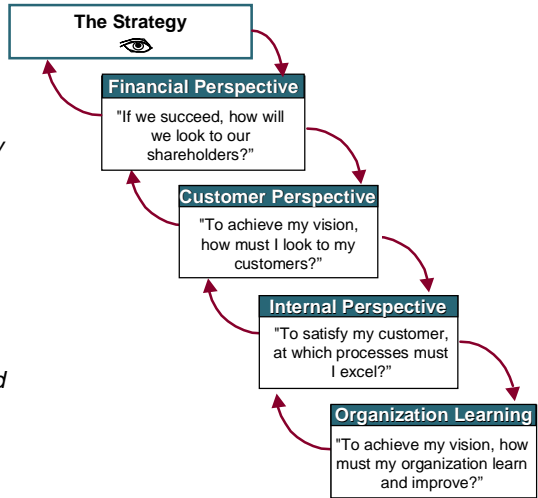 The Strategy
Financial Perspective
"If we succeed, how will
we look to our
shareholders?”
Customer Perspective
"To achieve my vision,
how must I look to my
customers?”
Internal Perspective
"To satisfy my customer,
at which processes must
I excel?”
Organization Learning
"To achieve my vision, how
must my organization learn
and improve?”